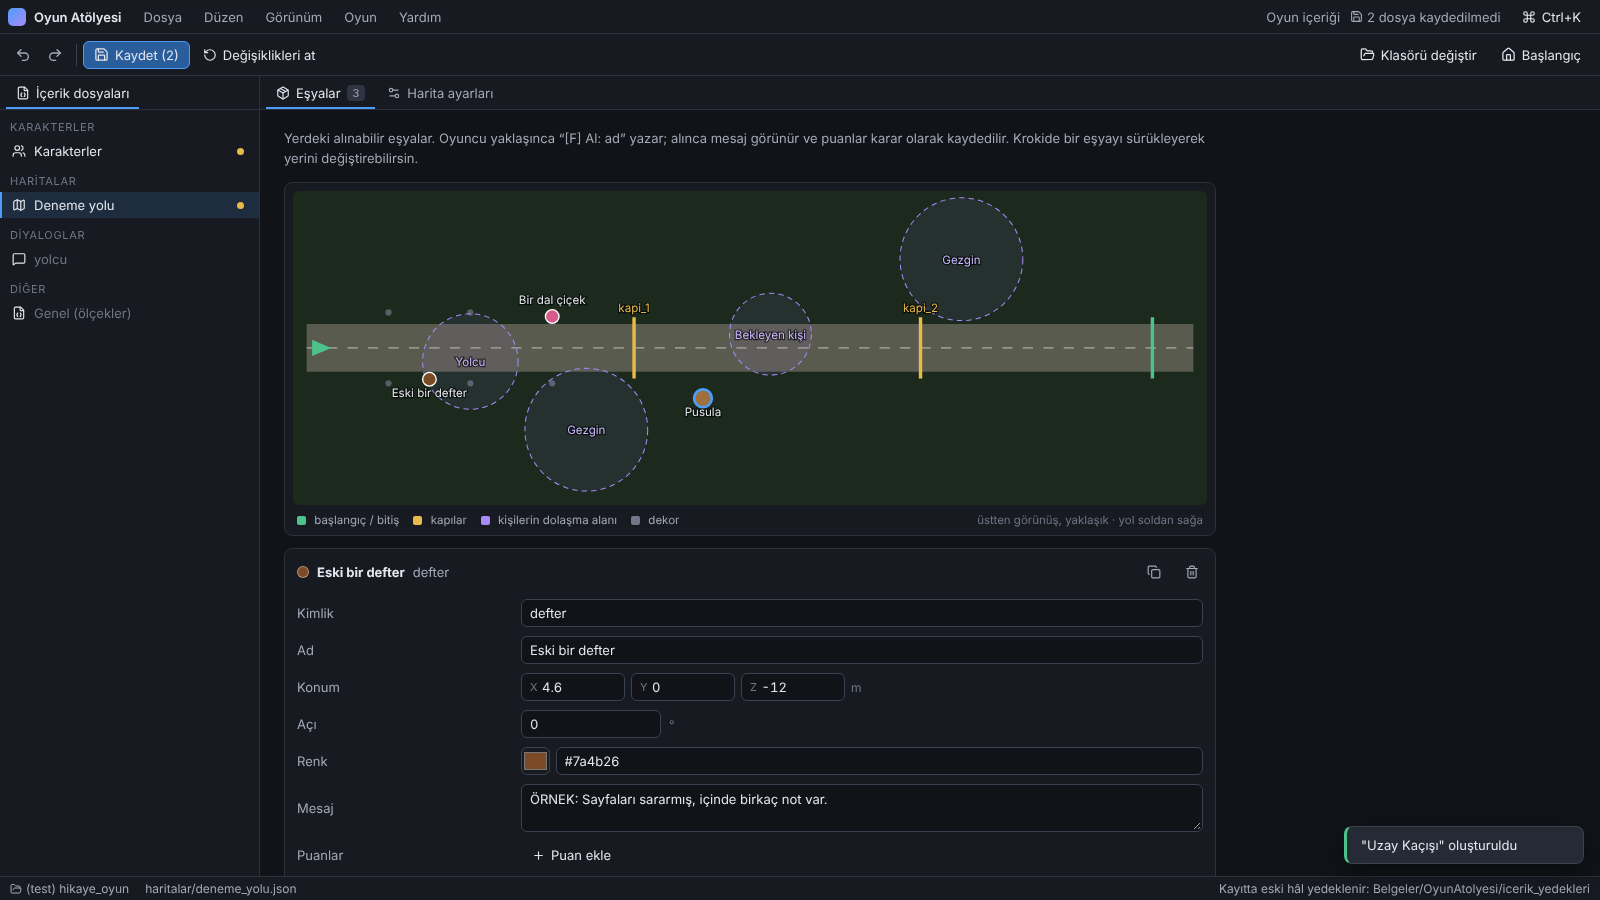 Oyun Atölyesi Dosya Düzen Görünüm Oyun Yardım Oyun içeriği 2 dosya kaydedilmedi ⌘ Ctrl+K
Kaydet (2) Değişiklikleri at Klasörü değiştir Başlangıç
İçerik dosyaları
KARAKTERLER
Karakterler
HARİTALAR
Deneme yolu
DİYALOGLAR
yolcu
DİĞER
Genel (ölçekler)
Eşyalar 3 Harita ayarları
Yerdeki alınabilir eşyalar. Oyuncu yaklaşınca “[F] Al: ad” yazar; alınca mesaj görünür ve puanlar karar olarak kaydedilir. Krokide bir eşyayı sürükleyerek
yerini değiştirebilirsin.
Gezgin
Bir dal çiçek
kapi_1
kapi_2
Bekleyen kişi
Yolcu
Eski bir defter
Pusula
Gezgin
başlangıç / bitiş kapılar kişilerin dolaşma alanı dekor üstten görünüş, yaklaşık · yol soldan sağa
Eski bir defter defter
Kimlik defter
Ad Eski bir defter
Konum X 4.6 Y 0 Z -12 m
Açı 0 °
Renk #7a4b26
Mesaj ÖRNEK: Sayfaları sararmış, içinde birkaç not var.
Puanlar + Puan ekle
"Uzay Kaçışı" oluşturuldu
(test) hikaye_oyun haritalar/deneme_yolu.json Kayıtta eski hâl yedeklenir: Belgeler/OyunAtolyesi/icerik_yedekleri